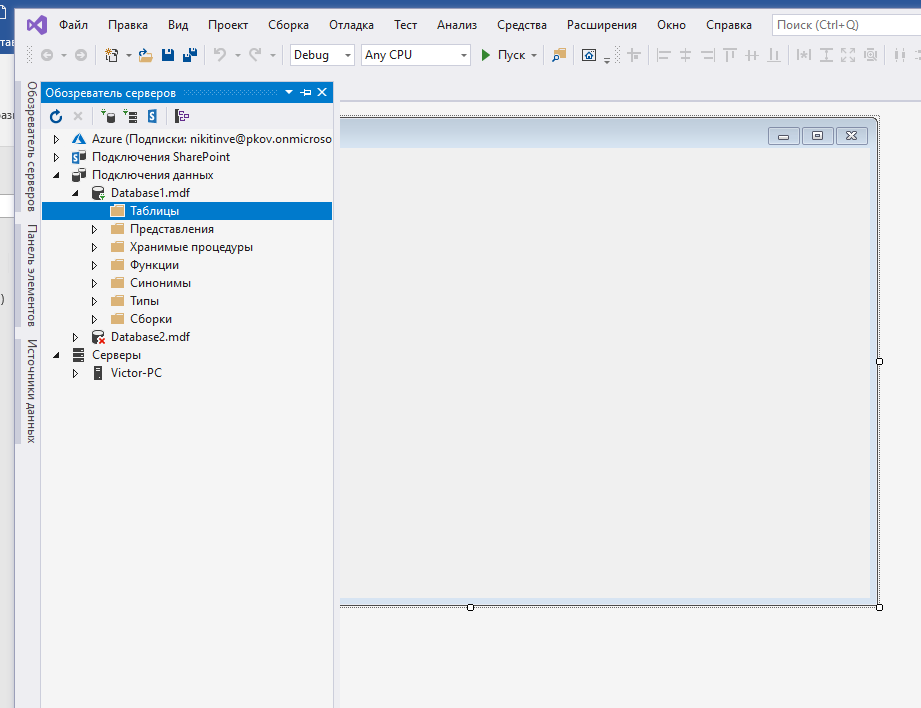 Файл Правка Вид Проект Сборка Отладка Тест Анализ Средства Расширения Окно Справка Поиск (Ctrl+Q)
Debug Any CPU Пуск
Обозреватель серверов
Azure (Подписки: nikitinve@pkov.onmicroso
Подключения SharePoint
Подключения данных
Database1.mdf
Таблицы
Представления
Хранимые процедуры
Функции
Синонимы
Типы
Сборки
Database2.mdf
Серверы
Victor-PC
Обозреватель серверов
Панель элементов
Источники данных